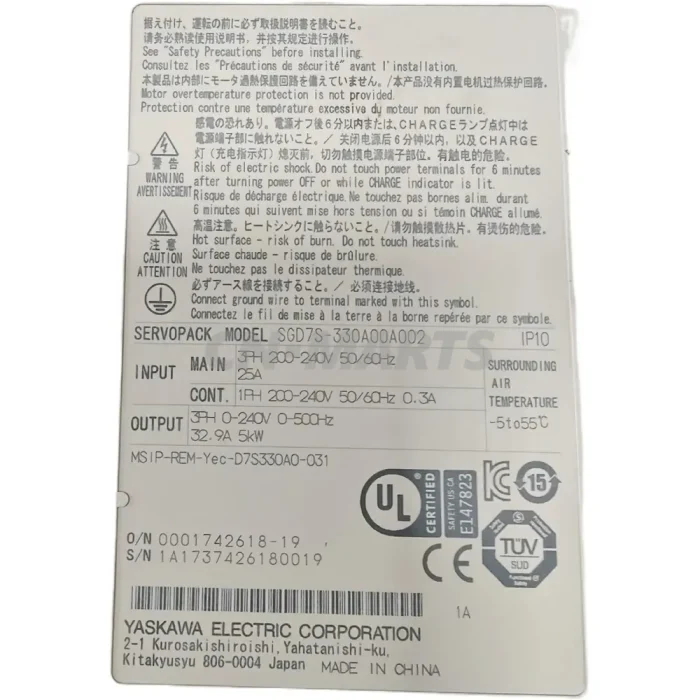 据え付け、運転の前に必ず取扱説明書を読むこと。
请务必熟读使用说明书，并按其规定进行操作。
See "Safety Precautions" before installing.
Consultez les "Précautions de sécurité" avant l'installation.
本製品は内部にモータ過熱保護回路を備えていません。/本产品没有内置电机过热保护回路.
Motor overtemperature protection is not provided.
Protection contre une température excessiva du moteur non fournie.
感電の恐れあり。電源オフ後6分以内または、CHARGEランプ点灯中は
電源端子部に触れないこと。/ 关闭电源后6分钟以内，以及CHARGE
灯（充电指示灯）熄灭前，切勿触摸电源端子部位。有触电的危险。
警告
WARNING
AVERTISSEMENT
Risk of electric shock.Do not touch power terminals for 6 minutes
after turning power OFF or while CHARGE indicator is lit.
Risque de décharge électrique.Ne touchez pas bornes alim. durant
6 minutes qui suivent mise hors tension ou si témoin CHARGE allumé.
高温注意。ヒートシンクに触らないこと。/请勿触摸散热片。有烫伤的危险。
注意
CAUTION
ATTENTION
Hot surface - risk of burn. Do not touch heatsink.
Surface chaude - risque de brûlure.
Ne touchez pas le dissipateur thermique.
必ずアース線を接続すること。/ 必须连接地线。
Connect ground wire to terminal marked with this symbol.
Connectez le fil de mise à la terre à la borne repérée par ce symbole.
SERVOPACK MODEL SGD7S-330A00A002 IP10
INPUT
MAIN
3PH 200-240V 50/60Hz
25A
CONT.
1PH 200-240V 50/60Hz 0.3A
SURROUNDING
AIR
TEMPERATURE
-5to55℃
OUTPUT
3PH 0-240V 0-500Hz
32.9A 5kW
MSIP-REM-Yec-D7S330A0-031
UL
CERTIFIED
SAFETY US-CA
E147823
15
TÜV
SÜD
Functional
Safety
CE
O/N 0001742618-19
S/N 1A1737426180019
1A
YASKAWA ELECTRIC CORPORATION
2-1 Kurosakishiroishi, Yahatanishi-ku,
Kitakyusyu 806-0004 Japan MADE IN CHINA